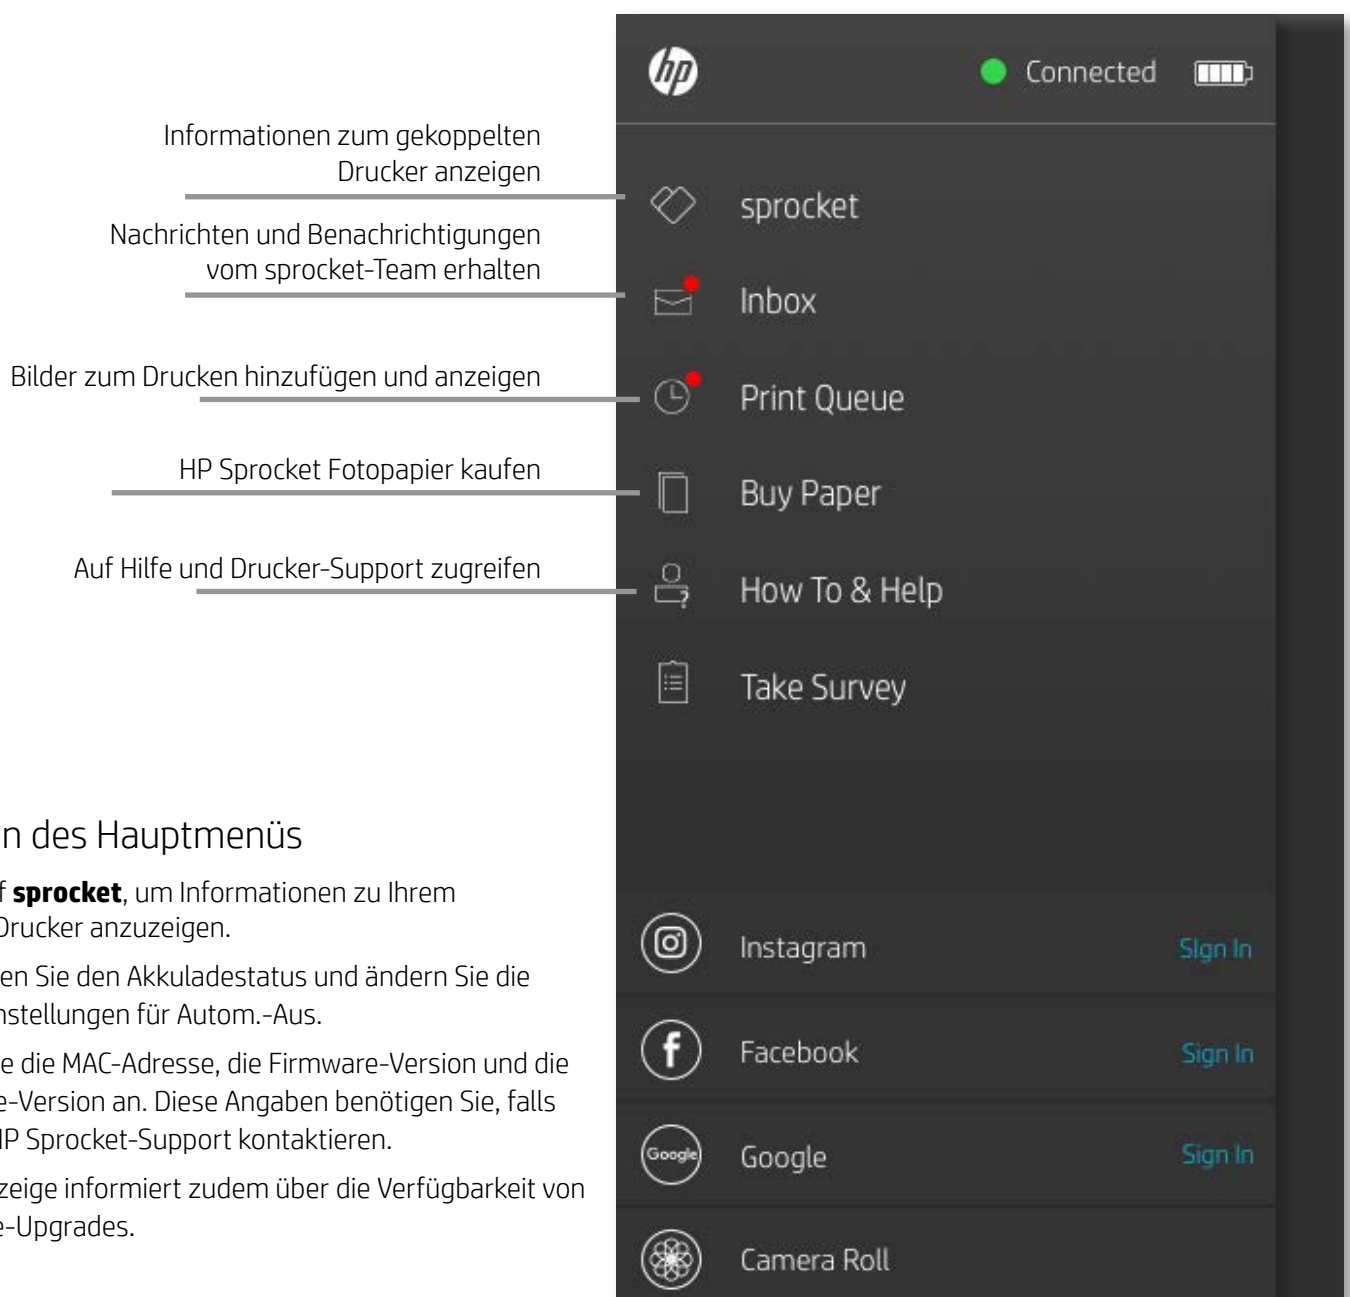 hp
Connected
Informationen zum gekoppelten
Drucker anzeigen
sprocket
Nachrichten und Benachrichtigungen
vom sprocket-Team erhalten
Inbox
Bilder zum Drucken hinzufügen und anzeigen
Print Queue
HP Sprocket Fotopapier kaufen
Buy Paper
Auf Hilfe und Drucker-Support zugreifen
How To & Help
Take Survey
n des Hauptmenüs
f sprocket, um Informationen zu Ihrem
Drucker anzuzeigen.
en Sie den Akkuladestatus und ändern Sie die
nstellungen für Autom.-Aus.
e die MAC-Adresse, die Firmware-Version und die
e-Version an. Diese Angaben benötigen Sie, falls
HP Sprocket-Support kontaktieren.
zeige informiert zudem über die Verfügbarkeit von
e-Upgrades.
Instagram
SIgn In
Facebook
Sign In
Google
Google
Sign In
Camera Roll